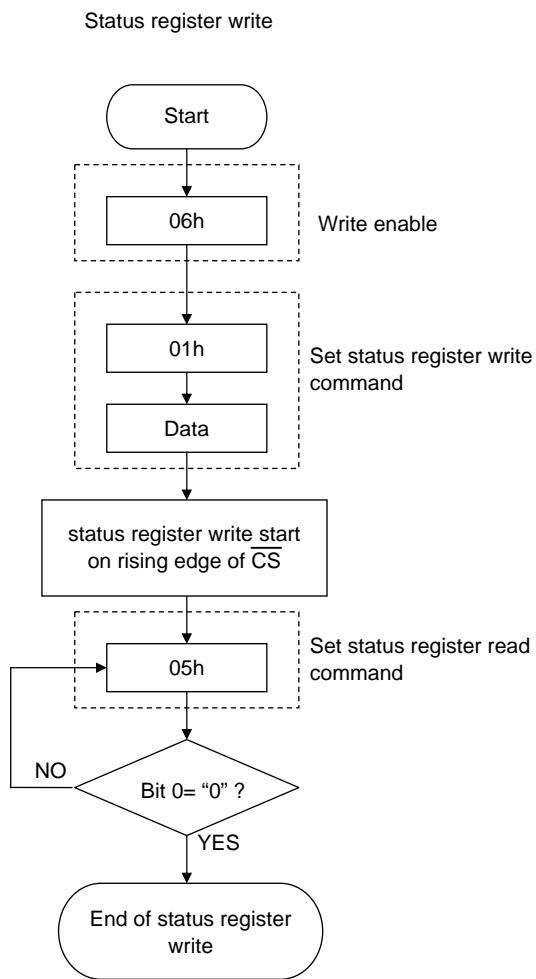 Status register write
Start
06h
Write enable
01h
Set status register write
command
Data
status register write start
on rising edge of C̅S̅
05h
Set status register read
command
NO
Bit 0= “0” ?
YES
End of status register
write